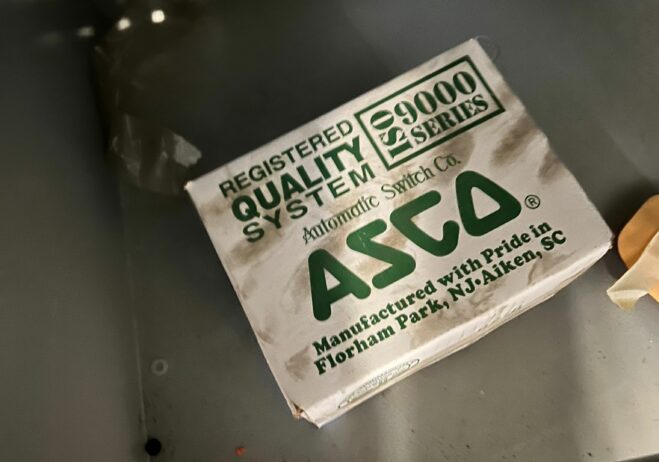 REGISTERED
QUALITY
SYSTEM
ISO 9000
SERIES
Automatic Switch Co.
ASCO®
Manufactured with Pride in
Florham Park, NJ•Aiken, SC